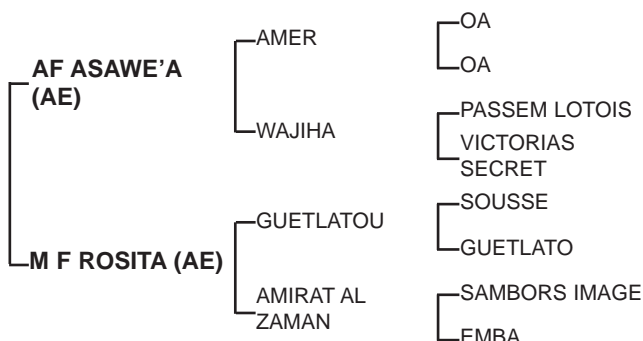 AF ASAWE’A
(AE)
AMER
OA
OA
WAJIHA
PASSEM LOTOIS
VICTORIAS
SECRET
M F ROSITA (AE)
GUETLATOU
SOUSSE
GUETLATO
AMIRAT AL
ZAMAN
SAMBORS IMAGE
EMBA